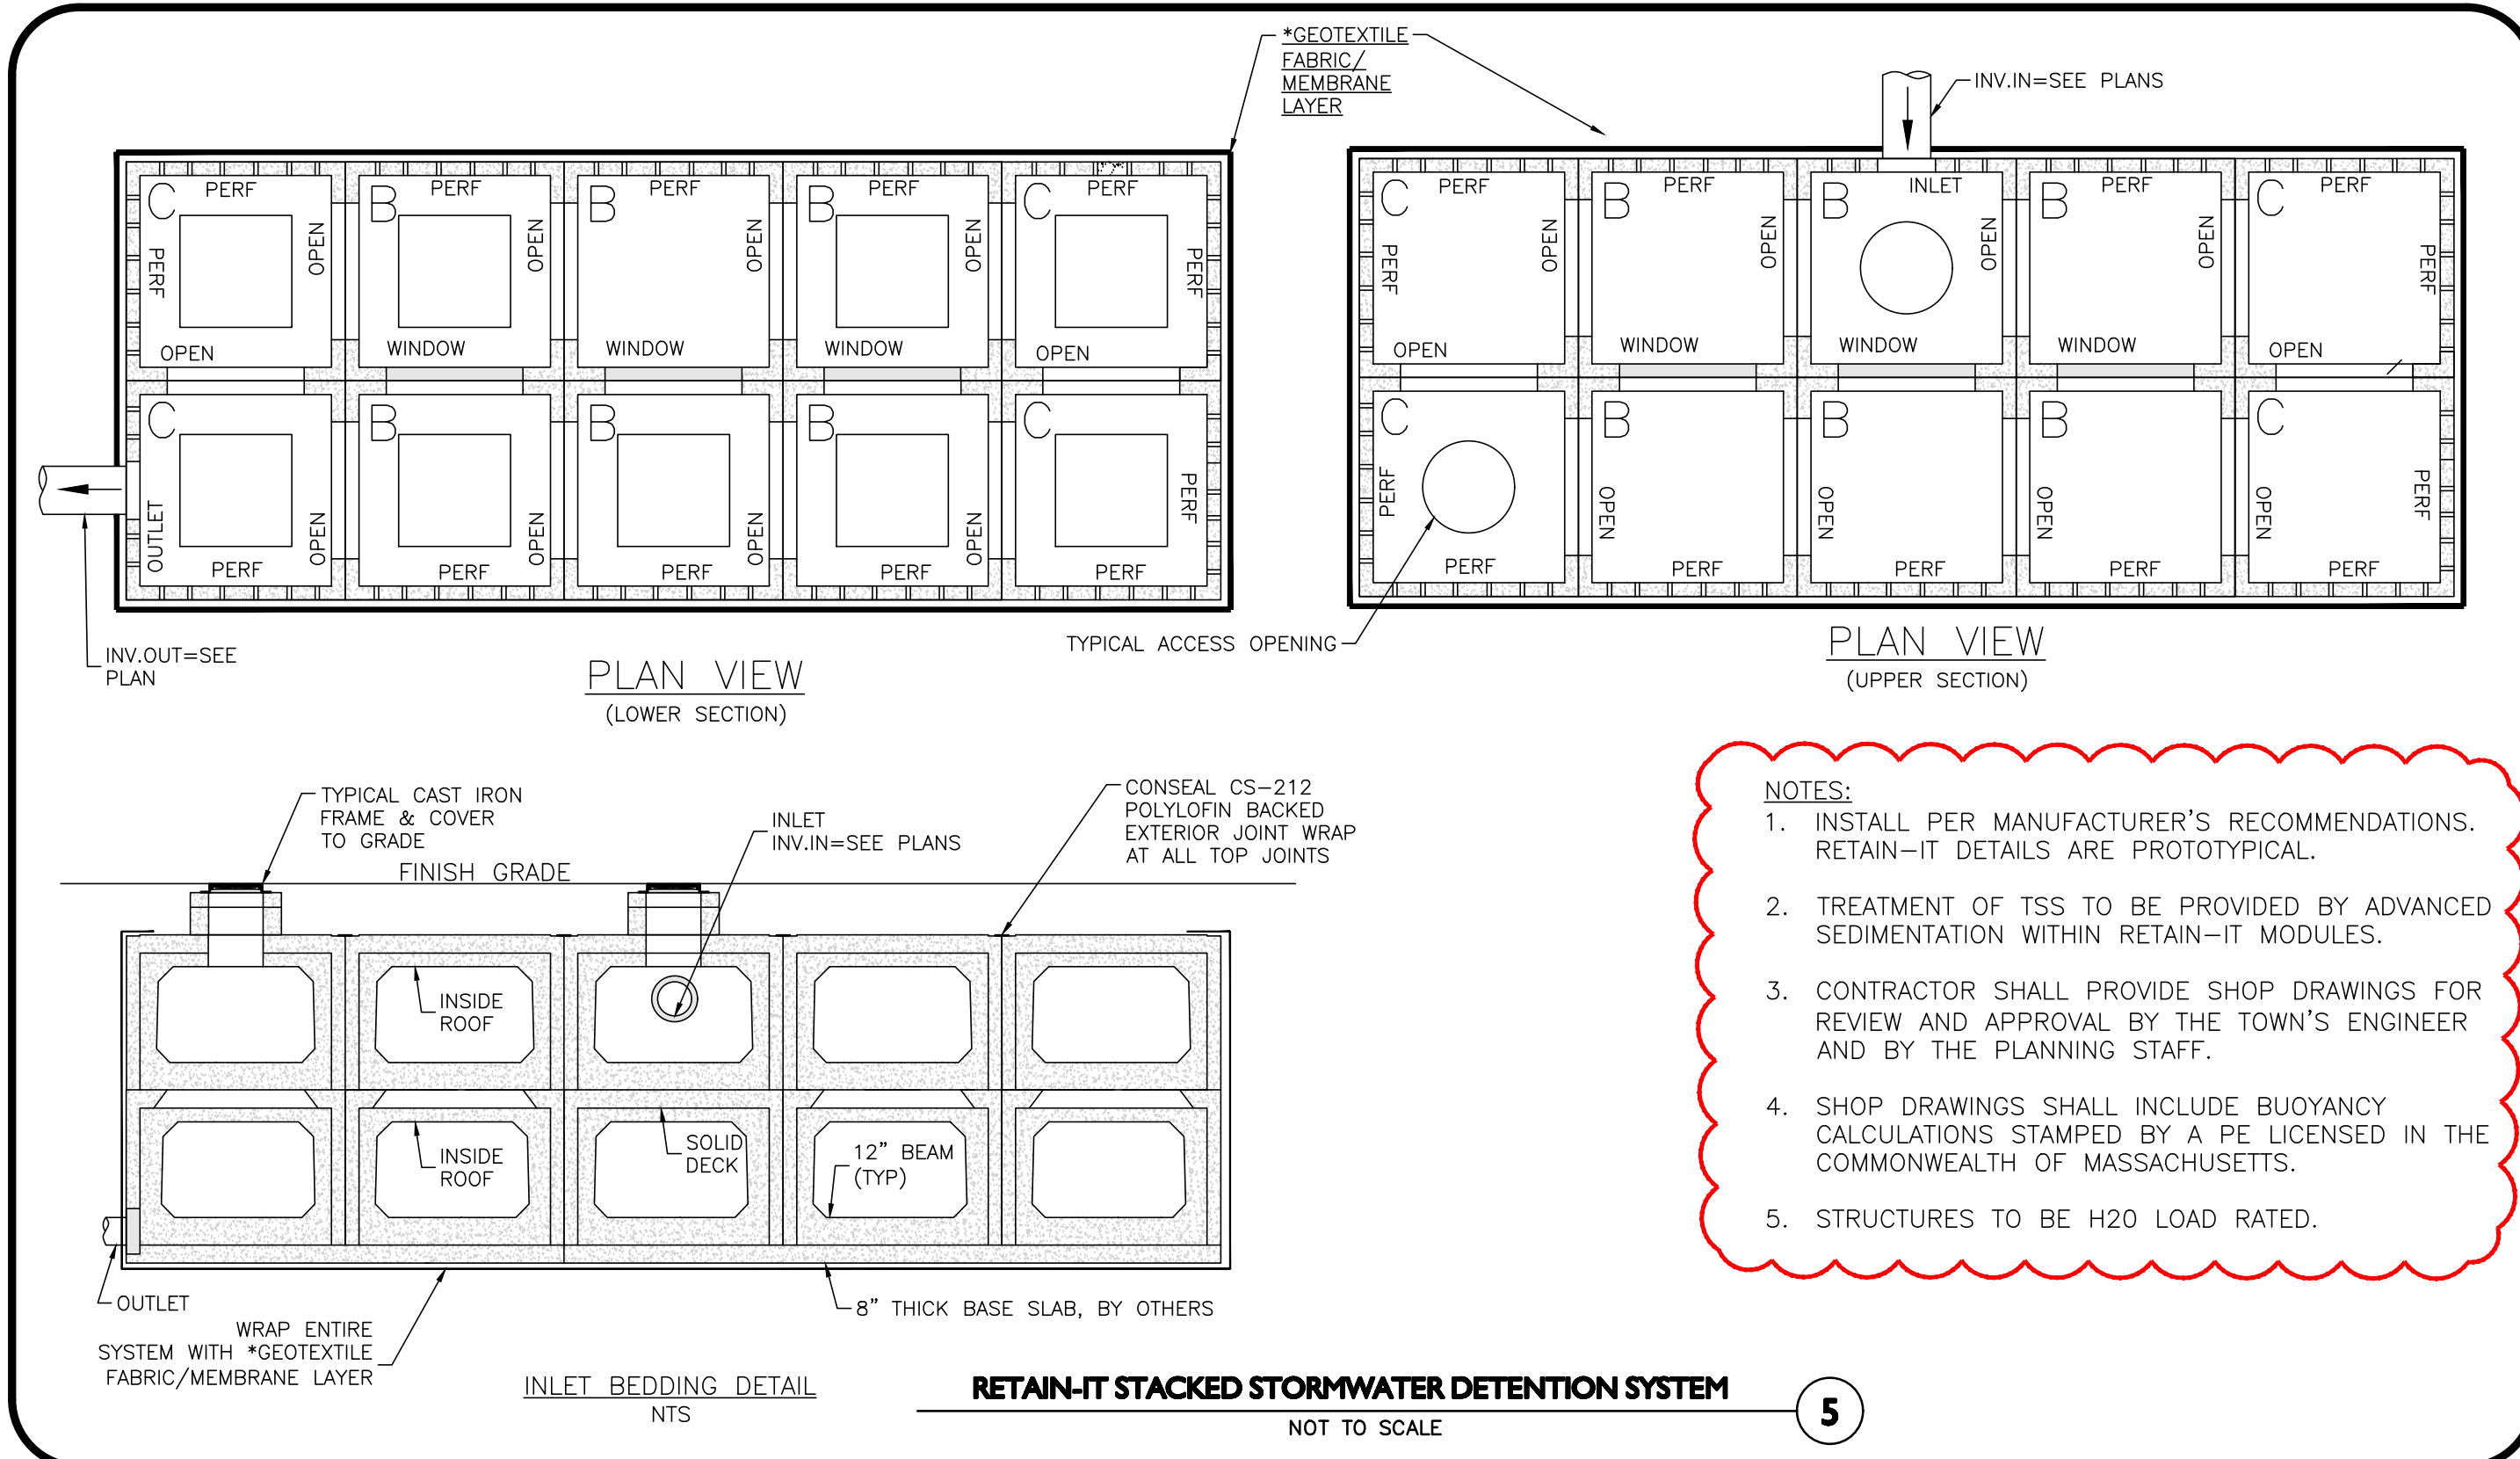 *GEOTEXTILE
FABRIC/
MEMBRANE
LAYER
INV.IN=SEE PLANS
C PERF B PERF B PERF B PERF C PERF
PERF OPEN OPEN OPEN OPEN PERF
OPEN WINDOW WINDOW WINDOW OPEN
C B B B C
OUTLET OPEN OPEN OPEN OPEN PERF
PERF PERF PERF PERF PERF
INV.OUT=SEE
PLAN
PLAN VIEW
(LOWER SECTION)
C PERF B PERF B INLET B PERF C PERF
PERF OPEN OPEN OPEN OPEN PERF
OPEN WINDOW WINDOW WINDOW OPEN
C B B B C
PERF OPEN OPEN OPEN OPEN PERF
PERF PERF PERF PERF PERF
TYPICAL ACCESS OPENING
PLAN VIEW
(UPPER SECTION)
TYPICAL CAST IRON
FRAME & COVER
TO GRADE
FINISH GRADE
INLET
INV.IN=SEE PLANS
CONSEAL CS-212
POLYLOFIN BACKED
EXTERIOR JOINT WRAP
AT ALL TOP JOINTS
INSIDE
ROOF
INSIDE
ROOF
SOLID
DECK
12" BEAM
(TYP)
OUTLET
WRAP ENTIRE
SYSTEM WITH *GEOTEXTILE
FABRIC/MEMBRANE LAYER
8" THICK BASE SLAB, BY OTHERS
INLET BEDDING DETAIL
NTS
NOTES:
1. INSTALL PER MANUFACTURER'S RECOMMENDATIONS.
RETAIN-IT DETAILS ARE PROTOTYPICAL.
2. TREATMENT OF TSS TO BE PROVIDED BY ADVANCED
SEDIMENTATION WITHIN RETAIN-IT MODULES.
3. CONTRACTOR SHALL PROVIDE SHOP DRAWINGS FOR
REVIEW AND APPROVAL BY THE TOWN'S ENGINEER
AND BY THE PLANNING STAFF.
4. SHOP DRAWINGS SHALL INCLUDE BUOYANCY
CALCULATIONS STAMPED BY A PE LICENSED IN THE
COMMONWEALTH OF MASSACHUSETTS.
5. STRUCTURES TO BE H20 LOAD RATED.
RETAIN-IT STACKED STORMWATER DETENTION SYSTEM
NOT TO SCALE
5